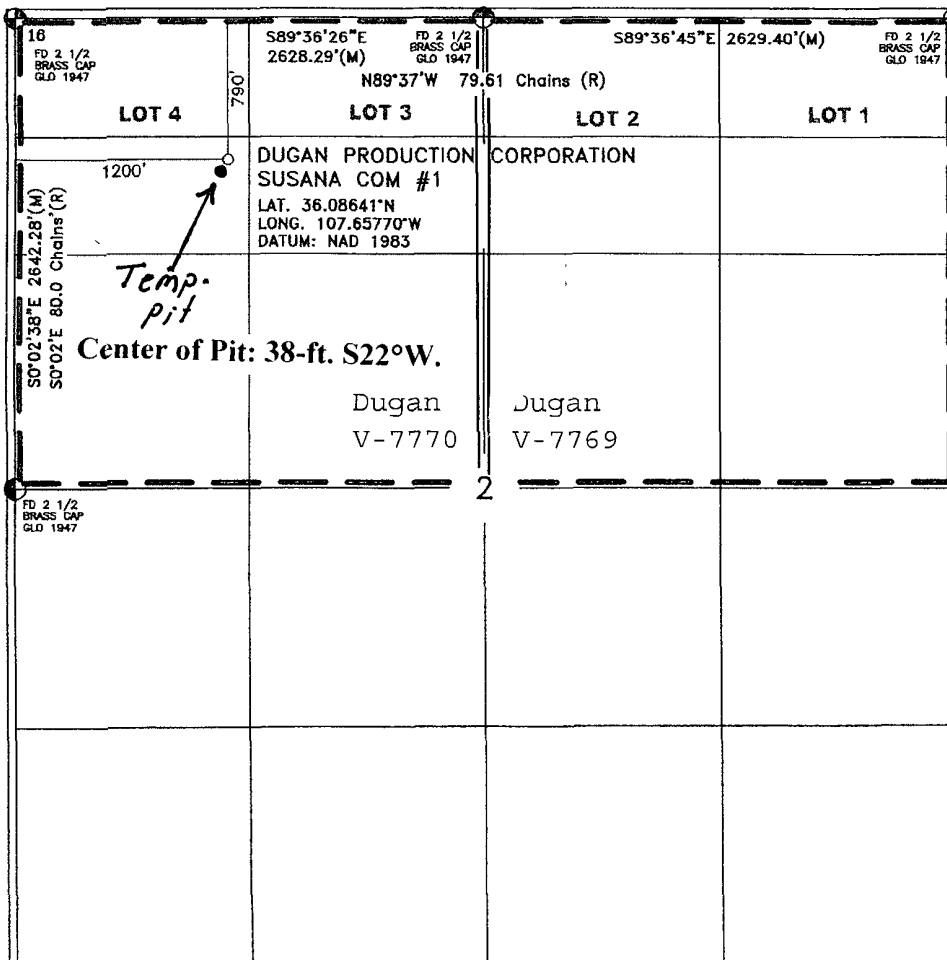 16
FD 2 1/2
BRASS CAP
GLO 1947
790'
S89°36'26"E
2628.29'(M)
FD 2 1/2
BRASS CAP
GLO 1947
S89°36'45"E 2629.40'(M)
FD 2 1/2
BRASS CAP
GLO 1947
N89°37'W 79.61 Chains (R)
LOT 4
LOT 3
LOT 2
LOT 1
1200'
DUGAN PRODUCTION CORPORATION
SUSANA COM #1
LAT. 36.08641°N
LONG. 107.65770°W
DATUM: NAD 1983
S0°02'38"E 2642.28'(M)
S0°02'E 80.0 Chains'(R)
Temp.
pit
Center of Pit: 38-ft. S22°W.
Dugan Dugan
V-7770 V-7769
2
FD 2 1/2
BRASS CAP
GLO 1947